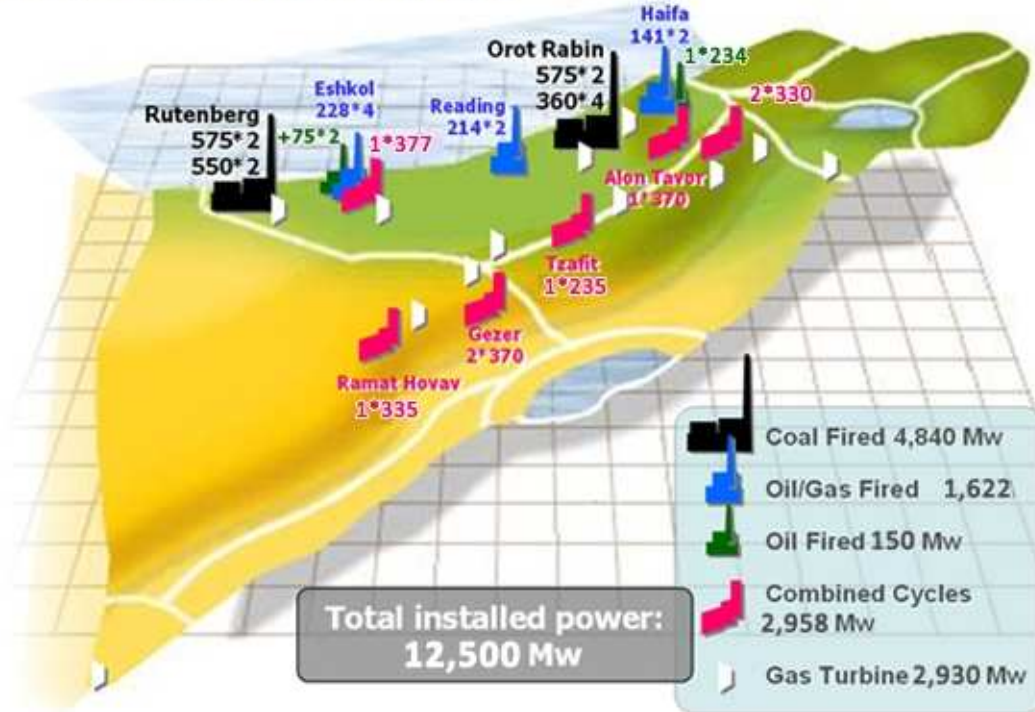 Haifa
141*2
1*234
Orot Rabin
575*2
360*4
2*330
Eshkol
228*4
Reading
214*2
Rutenberg
575*2
550*2
+75*2
1*377
Alon Tavor
1*370
Tzafit
1*235
Gezer
2*370
Ramat Hovav
1*335
Coal Fired 4,840 Mw
Oil/Gas Fired 1,622
Oil Fired 150 Mw
Combined Cycles
2,958 Mw
Gas Turbine 2,930 Mw
Total installed power:
12,500 Mw